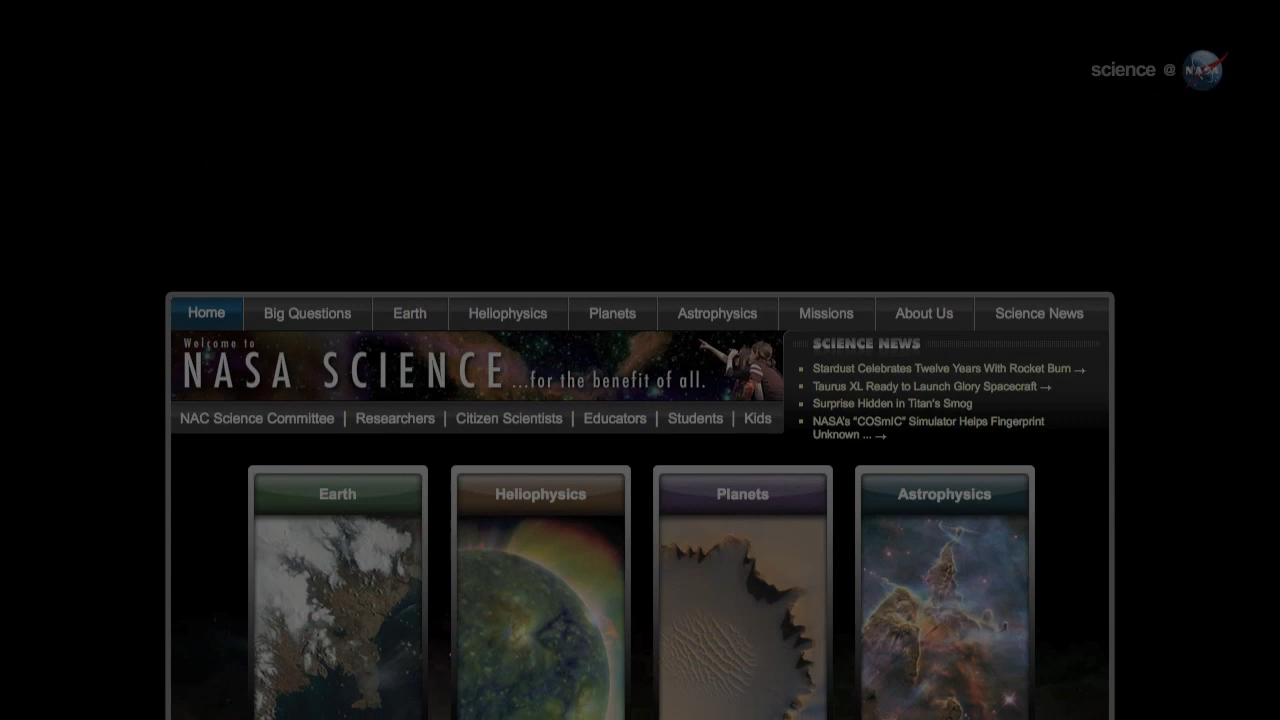 science @ NASA
Home Big Questions Earth Heliophysics Planets Astrophysics Missions About Us Science News
Welcome to
NASA SCIENCE ...for the benefit of all.
SCIENCE NEWS
Stardust Celebrates Twelve Years With Rocket Burn →
Taurus XL Ready to Launch Glory Spacecraft →
Surprise Hidden in Titan's Smog
NASA's "COSmIC" Simulator Helps Fingerprint
Unknown ... →
NAC Science Committee | Researchers | Citizen Scientists | Educators | Students | Kids
Earth Heliophysics Planets Astrophysics